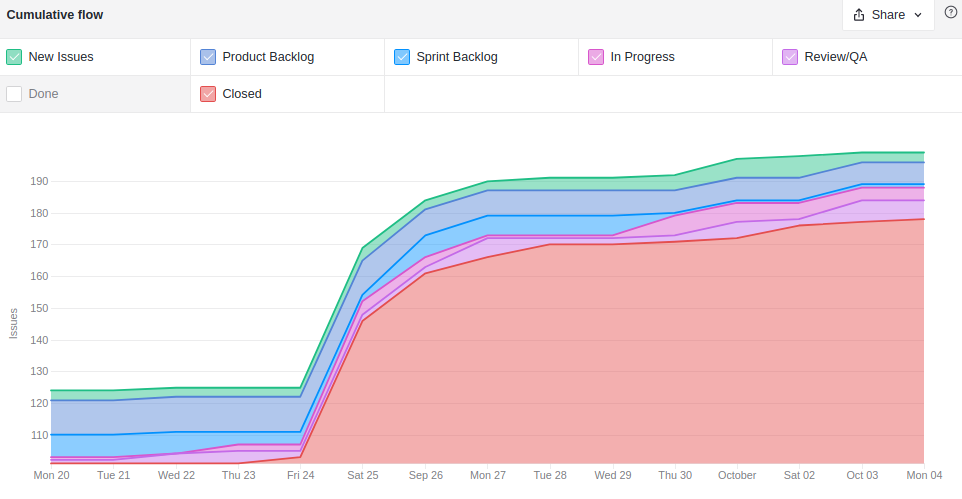 Cumulative flow
Share
New Issues
Product Backlog
Sprint Backlog
In Progress
Review/QA
Done
Closed
Issues
190
180
170
160
150
140
130
120
110
Mon 20
Tue 21
Wed 22
Thu 23
Fri 24
Sat 25
Sep 26
Mon 27
Tue 28
Wed 29
Thu 30
October
Sat 02
Oct 03
Mon 04